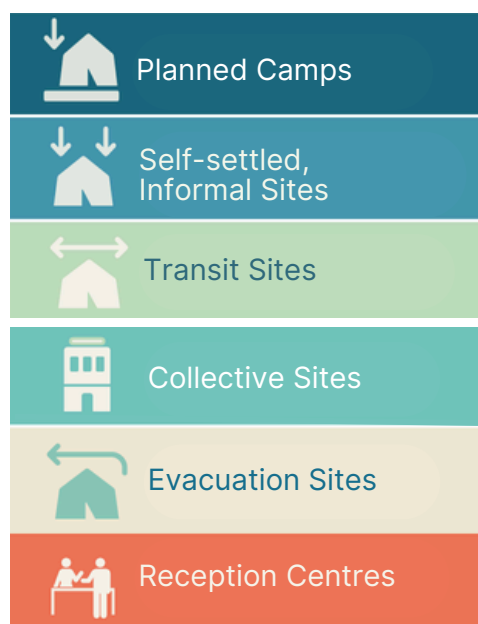 Planned Camps
Self-settled,
Informal Sites
Transit Sites
Collective Sites
Evacuation Sites
Reception Centres